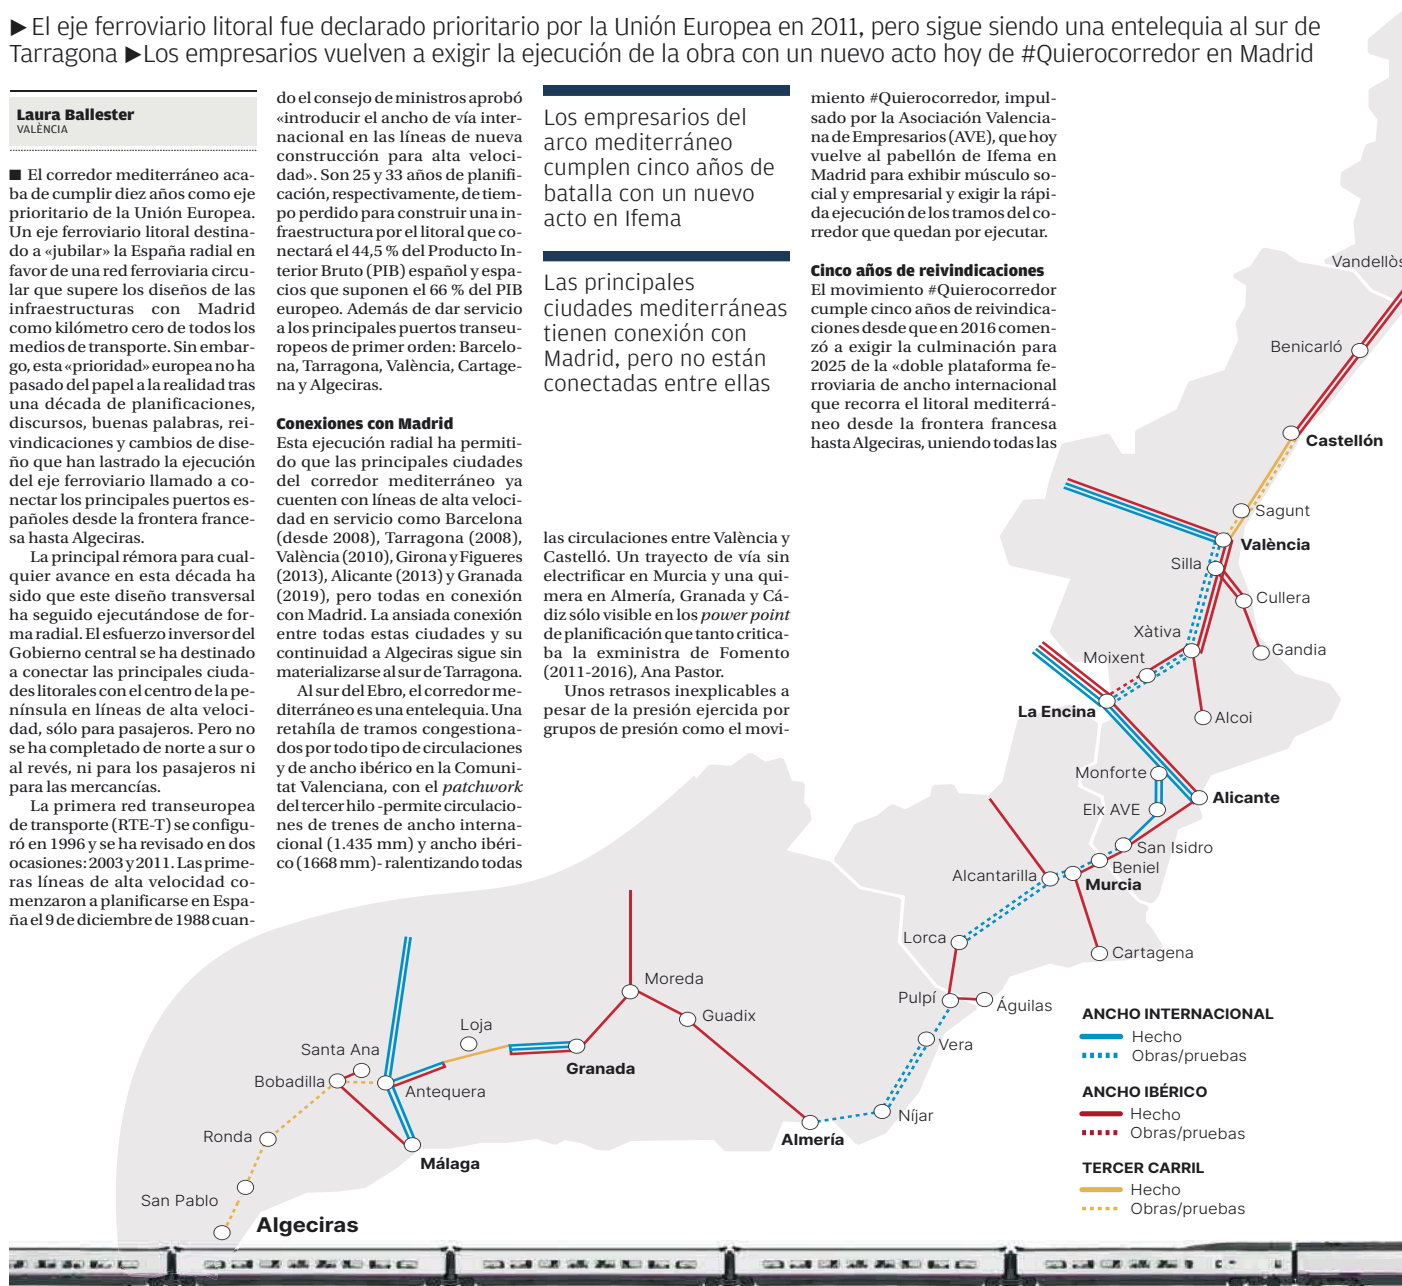 ▶El eje ferroviario litoral fue declarado prioritario por la Unión Europea en 2011, pero sigue siendo una entelequia al sur de
Tarragona ▶Los empresarios vuelven a exigir la ejecución de la obra con un nuevo acto hoy de #Quierocorredor en Madrid
Laura Ballester
VALÈNCIA
■ El corredor mediterráneo aca-
ba de cumplir diez años como eje
prioritario de la Unión Europea.
Un eje ferroviario litoral destina-
do a «jubilar» la España radial en
favor de una red ferroviaria circu-
lar que supere los diseños de las
infraestructuras con Madrid
como kilómetro cero de todos los
medios de transporte. Sin embar-
go, esta «prioridad» europea no ha
pasado del papel a la realidad tras
una década de planificaciones,
discursos, buenas palabras, rei-
vindicaciones y cambios de dise-
ño que han lastrado la ejecución
del eje ferroviario llamado a co-
nectar los principales puertos es-
pañoles desde la frontera france-
sa hasta Algeciras.
La principal rémora para cual-
quier avance en esta década ha
sido que este diseño transversal
ha seguido ejecutándose de for-
ma radial. El esfuerzo inversor del
Gobierno central se ha destinado
a conectar las principales ciuda-
des litorales con el centro de la pe-
nínsula en líneas de alta veloci-
dad, sólo para pasajeros. Pero no
se ha completado de norte a sur o
al revés, ni para los pasajeros ni
para las mercancías.
La primera red transeuropea
de transporte (RTE-T) se configu-
ró en 1996 y se ha revisado en dos
ocasiones: 2003 y 2011. Las prime-
ras líneas de alta velocidad co-
menzaron a planificarse en Espa-
ña el 9 de diciembre de 1988 cuan-
do el consejo de ministros aprobó
«introducir el ancho de vía inter-
nacional en las líneas de nueva
construcción para alta veloci-
dad». Son 25 y 33 años de planifi-
cación, respectivamente, de tiem-
po perdido para construir una in-
fraestructura por el litoral que co-
nectará el 44,5 % del Producto In-
terior Bruto (PIB) español y espa-
cios que suponen el 66 % del PIB
europeo. Además de dar servicio
a los principales puertos transeu-
ropeos de primer orden: Barcelo-
na, Tarragona, València, Cartage-
na y Algeciras.
Conexiones con Madrid
Esta ejecución radial ha permiti-
do que las principales ciudades
del corredor mediterráneo ya
cuenten con líneas de alta veloci-
dad en servicio como Barcelona
(desde 2008), Tarragona (2008),
València (2010), Girona y Figueres
(2013), Alicante (2013) y Granada
(2019), pero todas en conexión
con Madrid. La ansiada conexión
entre todas estas ciudades y su
continuidad a Algeciras sigue sin
materializarse al sur de Tarragona.
Al sur del Ebro, el corredor me-
diterráneo es una entelequia. Una
retahíla de tramos congestiona-
dos por todo tipo de circulaciones
y de ancho ibérico en la Comuni-
tat Valenciana, con el patchwork
del tercer hilo -permite circulacio-
nes de trenes de ancho interna-
cional (1.435 mm) y ancho ibéri-
co (1668 mm)- ralentizando todas
Los empresarios del
arco mediterráneo
cumplen cinco años de
batalla con un nuevo
acto en Ifema
Las principales
ciudades mediterráneas
tienen conexión con
Madrid, pero no están
conectadas entre ellas
las circulaciones entre València y
Castelló. Un trayecto de vía sin
electrificar en Murcia y una qui-
mera en Almería, Granada y Cá-
diz sólo visible en los power point
de planificación que tanto critica-
ba la exministra de Fomento
(2011-2016), Ana Pastor.
Unos retrasos inexplicables a
pesar de la presión ejercida por
grupos de presión como el movi-
miento #Quierocorredor, impul-
sado por la Asociación Valencia-
na de Empresarios (AVE), que hoy
vuelve al pabellón de Ifema en
Madrid para exhibir músculo so-
cial y empresarial y exigir la rápi-
da ejecución de los tramos del co-
rredor que quedan por ejecutar.
Cinco años de reivindicaciones
El movimiento #Quierocorredor
cumple cinco años de reivindica-
ciones desde que en 2016 comen-
zó a exigir la culminación para
2025 de la «doble plataforma fe-
rroviaria de ancho internacional
que recorra el litoral mediterrá-
neo desde la frontera francesa
hasta Algeciras, uniendo todas las
Vandellòs
Benicarló
Castellón
Sagunt
València
Silla
Cullera
Xàtiva
Gandia
Moixent
La Encina
Alcoi
Monforte
Alicante
Elx AVE
San Isidro
Beniel
Alcantarilla
Murcia
Lorca
Cartagena
Pulpí
Águilas
Moreda
Guadix
Vera
Loja
Santa Ana
Granada
Bobadilla
Antequera
Níjar
Almería
Ronda
Málaga
San Pablo
Algeciras
ANCHO INTERNACIONAL
Hecho
Obras/pruebas
ANCHO IBÉRICO
Hecho
Obras/pruebas
TERCER CARRIL
Hecho
Obras/pruebas